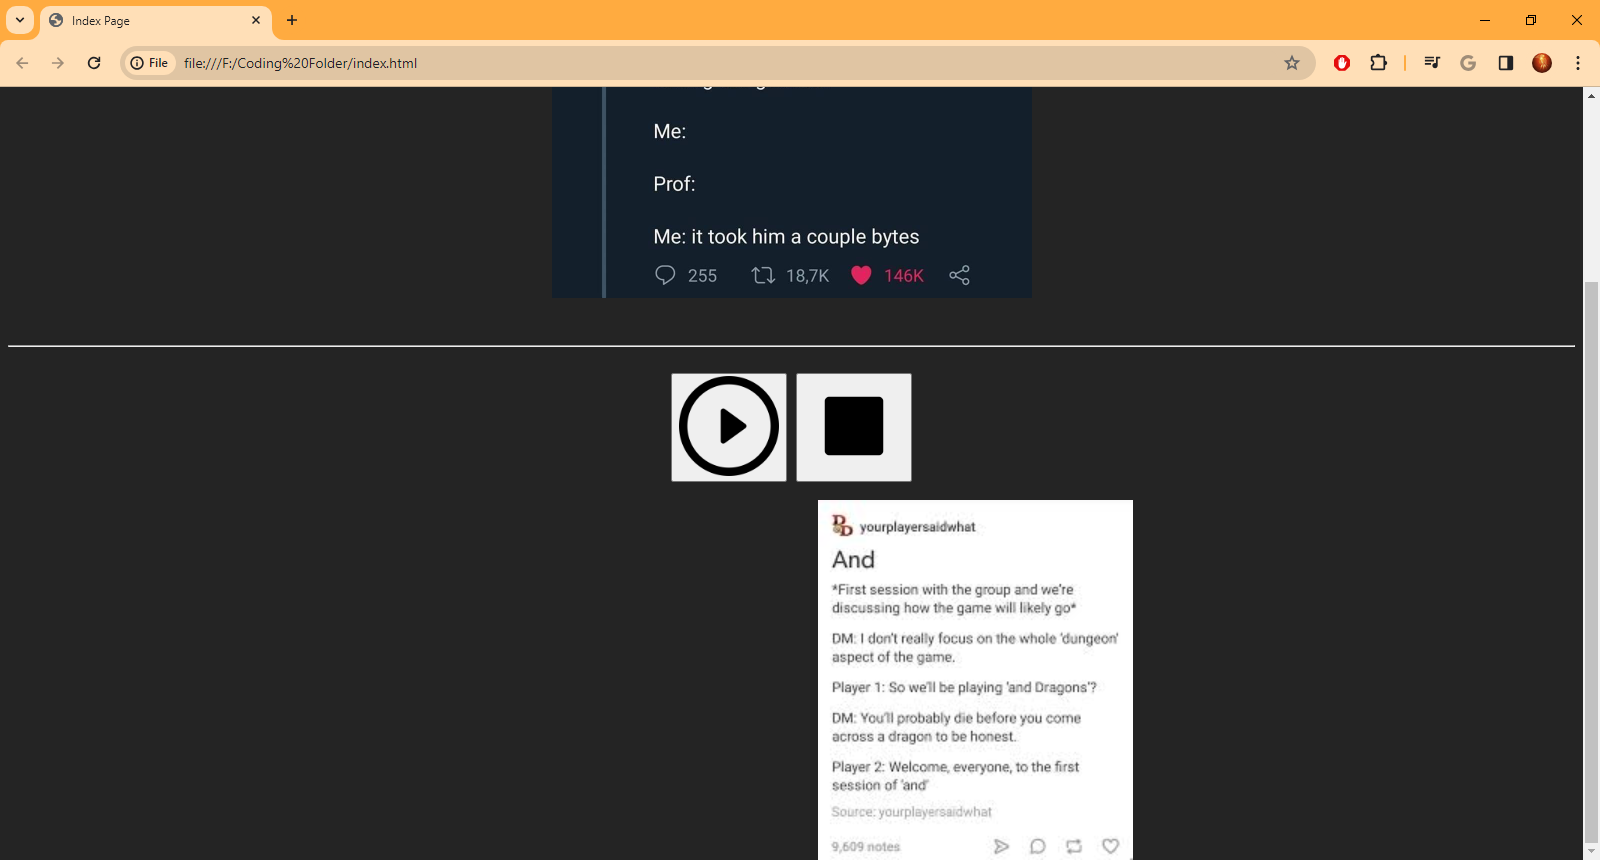 Index Page
File
file:///F:/Coding%20Folder/index.html
Me:
Prof:
Me: it took him a couple bytes
255 18,7K 146K
D&D yourplayersaidwhat
And
*First session with the group and we're
discussing how the game will likely go*
DM: I don't really focus on the whole 'dungeon'
aspect of the game.
Player 1: So we'll be playing 'and Dragons'?
DM: You'll probably die before you come
across a dragon to be honest.
Player 2: Welcome, everyone, to the first
session of 'and'
Source: yourplayersaidwhat
9,609 notes